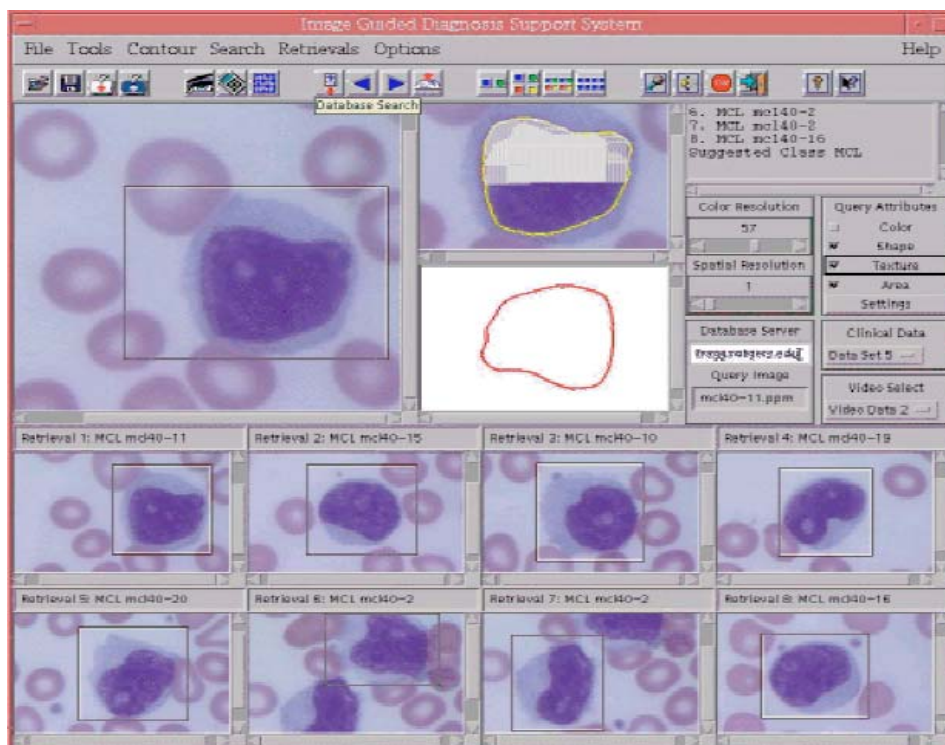 Image Guided Diagnosis Support System
File Tools Contour Search Retrievals Options Help
Database Search
6. MCL mcl40-2
7. MCL mcl40-2
8. MCL mcl40-16
Suggested Class MCL
Color Resolution
57
Spatial Resolution
1
Query Attributes
Color
Shape
Texture
Area
Settings
Database Server
Query Image
mcl40-11.ppm
Clinical Data
Data Set 5
Video Select
Video Data 2
Retrieval 1: MCL mcl40-11
Retrieval 2: MCL mcl40-15
Retrieval 3: MCL mcl40-10
Retrieval 4: MCL mcl40-19
Retrieval 5: MCL mcl40-20
Retrieval 6: MCL mcl40-2
Retrieval 7: MCL mcl40-2
Retrieval 8: MCL mcl40-16